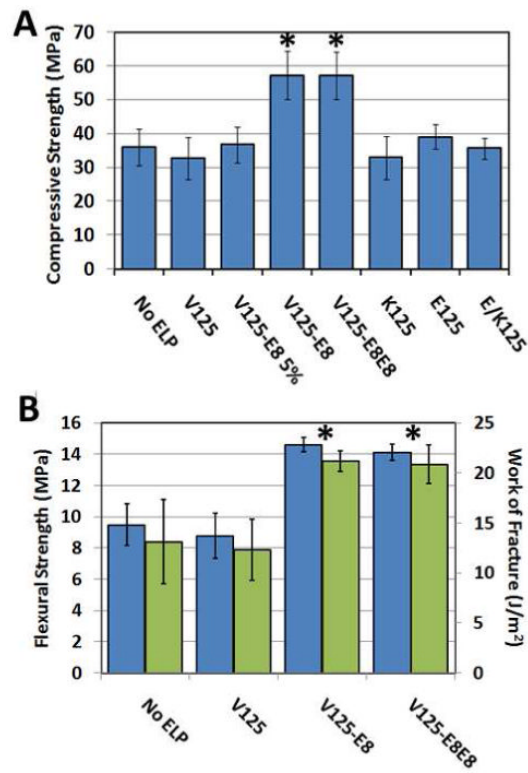 A
Compressive Strength (MPa)
70
60
50
40
30
20
10
0
* *
No ELP
V125
V125-E8 5%
V125-E8
V125-E8E8
K125
E125
E/K125
B
Flexural Strength (MPa)
16
14
12
10
8
6
4
2
0
* *
25
20
15
10
5
0
Work of Fracture (J/m²)
No ELP
V125
V125-E8
V125-E8E8